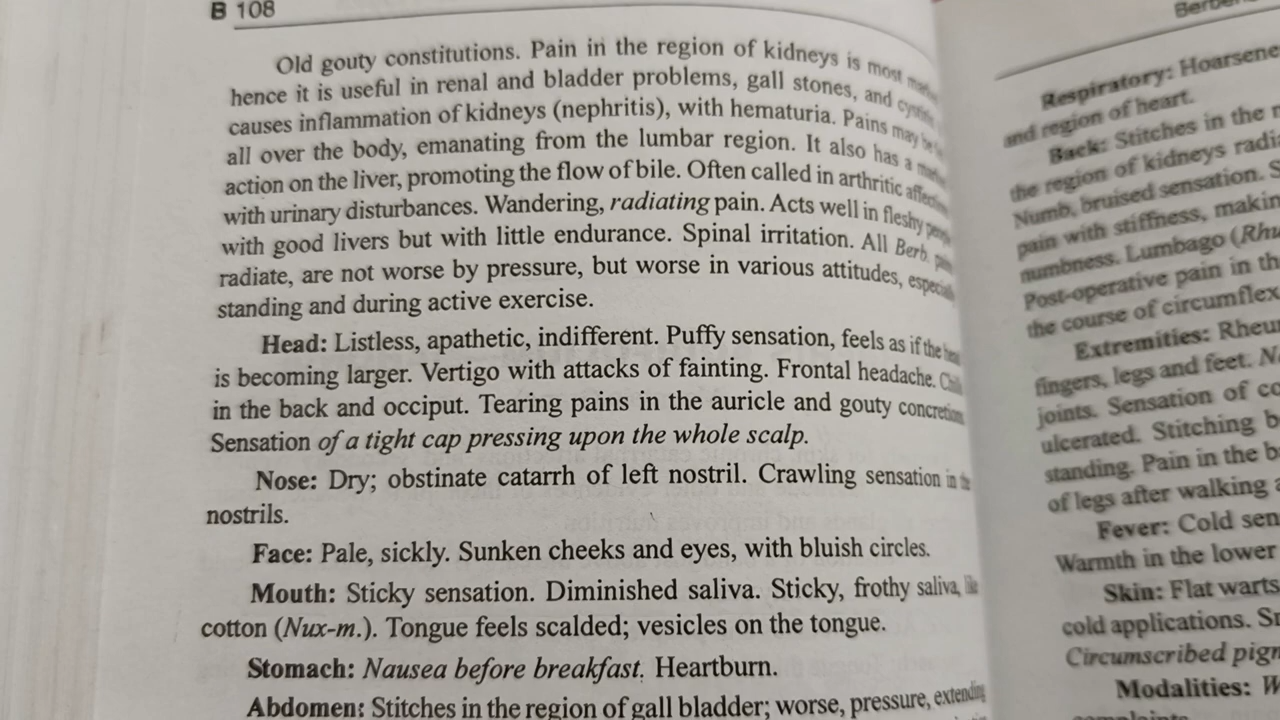 B 108
Old gouty constitutions. Pain in the region of kidneys is most
hence it is useful in renal and bladder problems, gall stones, and
causes inflammation of kidneys (nephritis), with hematuria. Pains may be
all over the body, emanating from the lumbar region. It also has a
action on the liver, promoting the flow of bile. Often called in arthritic
with urinary disturbances. Wandering, radiating pain. Acts well in fleshy
with good livers but with little endurance. Spinal irritation. All Berb.
radiate, are not worse by pressure, but worse in various attitudes,
standing and during active exercise.
Head: Listless, apathetic, indifferent. Puffy sensation, feels as if the
is becoming larger. Vertigo with attacks of fainting. Frontal headache.
in the back and occiput. Tearing pains in the auricle and gouty
Sensation of a tight cap pressing upon the whole scalp.
Nose: Dry; obstinate catarrh of left nostril. Crawling sensation in
nostrils.
Face: Pale, sickly. Sunken cheeks and eyes, with bluish circles.
Mouth: Sticky sensation. Diminished saliva. Sticky, frothy saliva,
cotton (Nux-m.). Tongue feels scalded; vesicles on the tongue.
Stomach: Nausea before breakfast. Heartburn.
Abdomen: Stitches in the region of gall bladder; worse, pressure, extending
Respiratory:
and region of heart.
Back: Stitches in the
the region of kidneys
Numb, bruised sensation.
pain with stiffness,
numbness. Lumbago
Post-operative pain in
the course of circumflex
Extremities:
fingers, legs and feet.
joints. Sensation of
ulcerated. Stitching
standing. Pain in the
of legs after walking
Fever: Cold
Warmth in the lower
Skin: Flat warts
cold applications.
Circumscribed
Modalities: